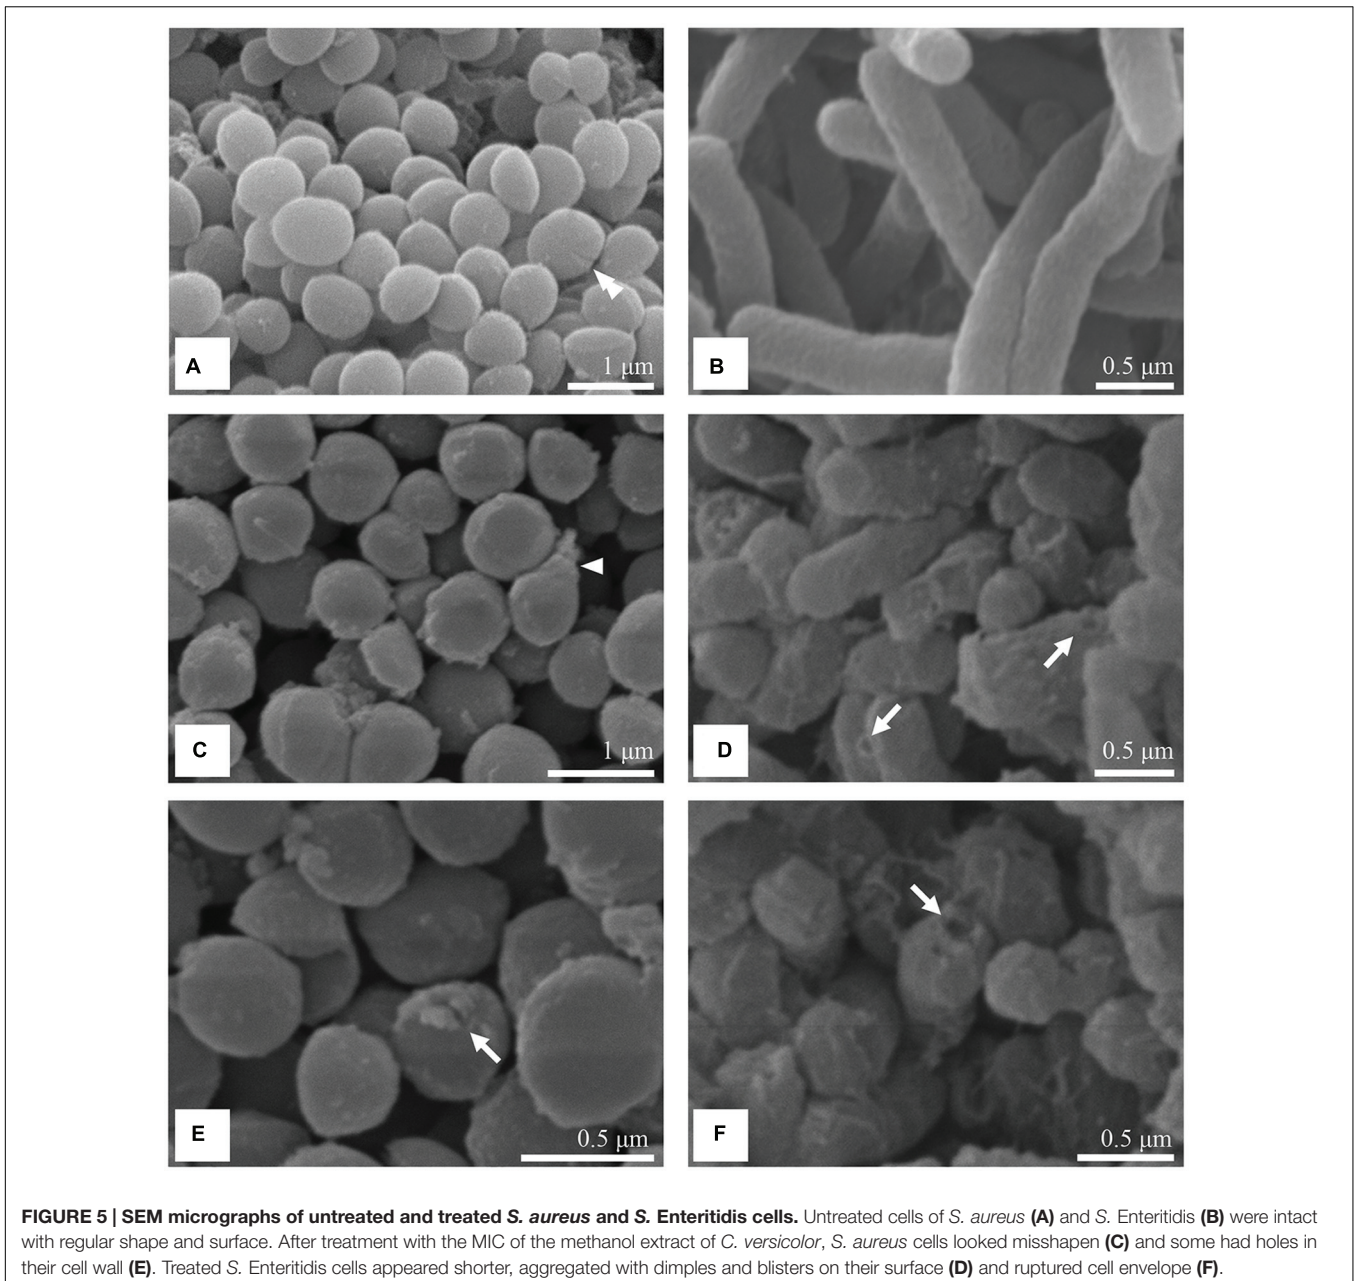 A
1 µm
B
0.5 µm
C
1 µm
D
0.5 µm
E
0.5 µm
F
0.5 µm
FIGURE 5 | SEM micrographs of untreated and treated S. aureus and S. Enteritidis cells. Untreated cells of S. aureus (A) and S. Enteritidis (B) were intact
with regular shape and surface. After treatment with the MIC of the methanol extract of C. versicolor, S. aureus cells looked misshapen (C) and some had holes in
their cell wall (E). Treated S. Enteritidis cells appeared shorter, aggregated with dimples and blisters on their surface (D) and ruptured cell envelope (F).